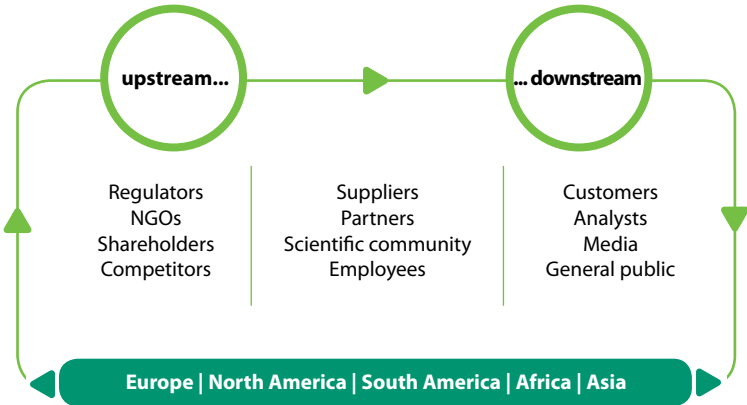 upstream...
... downstream
Regulators
NGOs
Shareholders
Competitors
Suppliers
Partners
Scientific community
Employees
Customers
Analysts
Media
General public
Europe | North America | South America | Africa | Asia